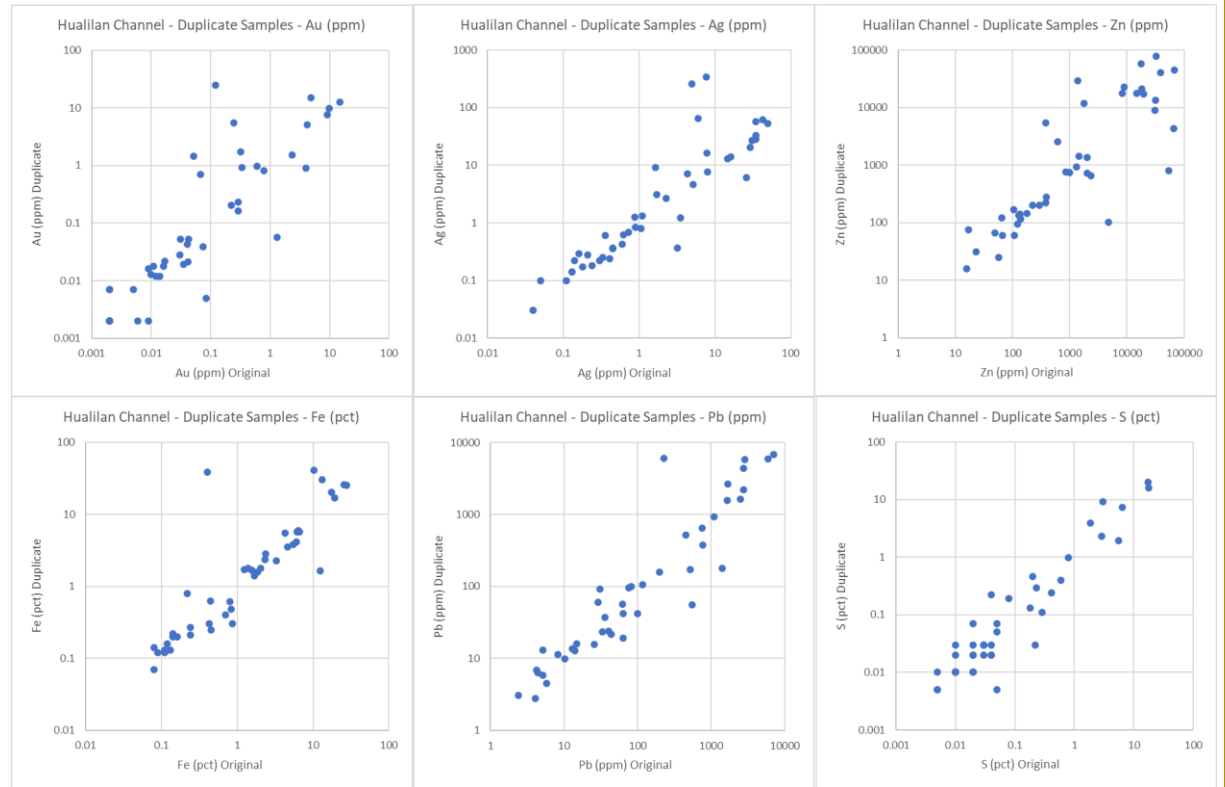 Hualilan Channel - Duplicate Samples - Au (ppm)
100
10
1
0.1
0.01
0.001
Au (ppm) Duplicate
0.001 0.01 0.1 1 10 100
Au (ppm) Original
Hualilan Channel - Duplicate Samples - Ag (ppm)
1000
100
10
1
0.1
0.01
Ag (ppm) Duplicate
0.01 0.1 1 10 100
Ag (ppm) Original
Hualilan Channel - Duplicate Samples - Zn (ppm)
100000
10000
1000
100
10
1
Zn (ppm) Duplicate
1 10 100 1000 10000 100000
Zn (ppm) Original
Hualilan Channel - Duplicate Samples - Fe (pct)
100
10
1
0.1
0.01
Fe (pct) Duplicate
0.01 0.1 1 10 100
Fe (pct) Original
Hualilan Channel - Duplicate Samples - Pb (ppm)
10000
1000
100
10
1
Pb (ppm) Duplicate
1 10 100 1000 10000
Pb (ppm) Original
Hualilan Channel - Duplicate Samples - S (pct)
100
10
1
0.1
0.01
0.001
S (pct) Duplicate
0.001 0.01 0.1 1 10 100
S (pct) Original